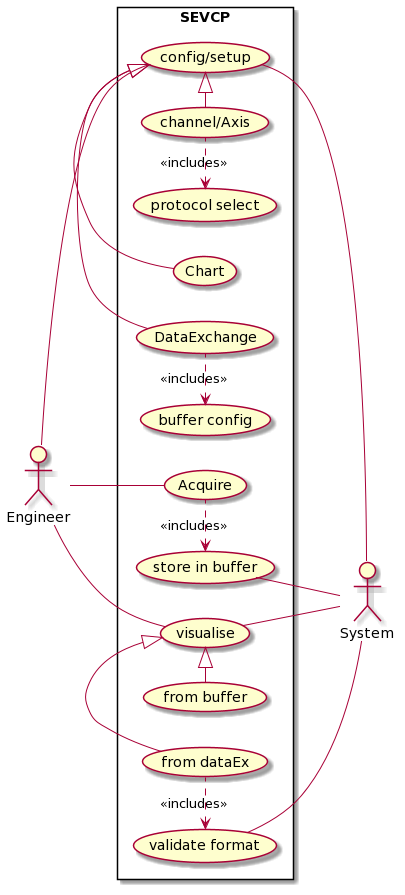 SEVCP
config/setup
channel/Axis
«includes»
protocol select
Chart
DataExchange
«includes»
buffer config
Acquire
Engineer
«includes»
store in buffer
visualise
System
from buffer
from dataEx
«includes»
validate format